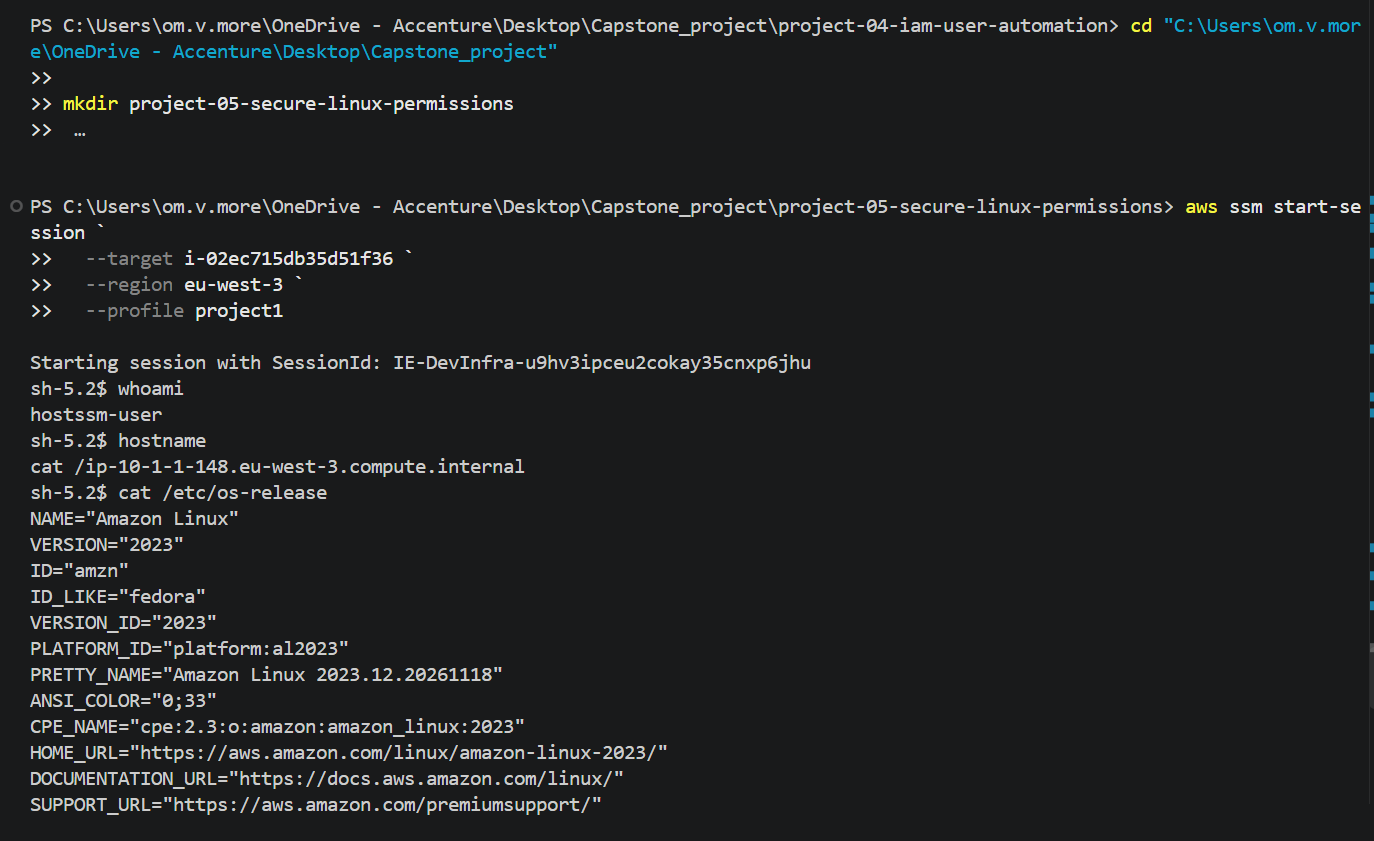 PS C:\Users\om.v.more\OneDrive - Accenture\Desktop\Capstone_project\project-04-iam-user-automation> cd "C:\Users\om.v.mor
e\OneDrive - Accenture\Desktop\Capstone_project"
>>
>> mkdir project-05-secure-linux-permissions
>>  …
PS C:\Users\om.v.more\OneDrive - Accenture\Desktop\Capstone_project\project-05-secure-linux-permissions> aws ssm start-se
ssion `
>>   --target i-02ec715db35d51f36 `
>>   --region eu-west-3 `
>>   --profile project1
Starting session with SessionId: IE-DevInfra-u9hv3ipceu2cokay35cnxp6jhu
sh-5.2$ whoami
hostssm-user
sh-5.2$ hostname
cat /ip-10-1-1-148.eu-west-3.compute.internal
sh-5.2$ cat /etc/os-release
NAME="Amazon Linux"
VERSION="2023"
ID="amzn"
ID_LIKE="fedora"
VERSION_ID="2023"
PLATFORM_ID="platform:al2023"
PRETTY_NAME="Amazon Linux 2023.12.20261118"
ANSI_COLOR="0;33"
CPE_NAME="cpe:2.3:o:amazon:amazon_linux:2023"
HOME_URL="https://aws.amazon.com/linux/amazon-linux-2023/"
DOCUMENTATION_URL="https://docs.aws.amazon.com/linux/"
SUPPORT_URL="https://aws.amazon.com/premiumsupport/"